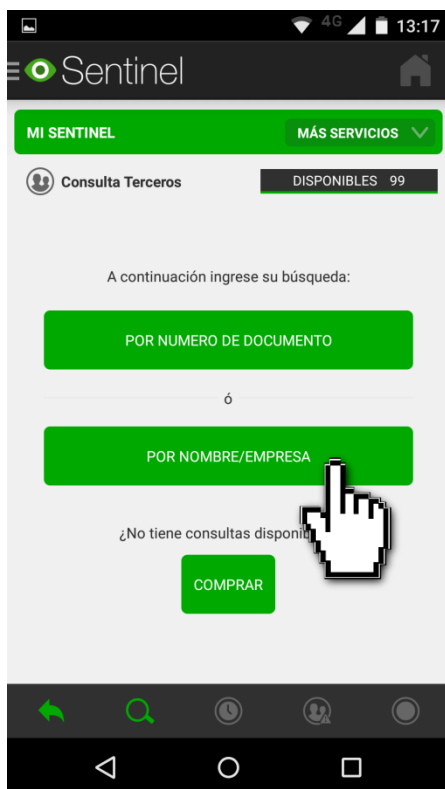 4G 13:17
Sentinel
MI SENTINEL MÁS SERVICIOS
Consulta Terceros DISPONIBLES 99
A continuación ingrese su búsqueda:
POR NUMERO DE DOCUMENTO
ó
POR NOMBRE/EMPRESA
¿No tiene consultas
COMPRAR